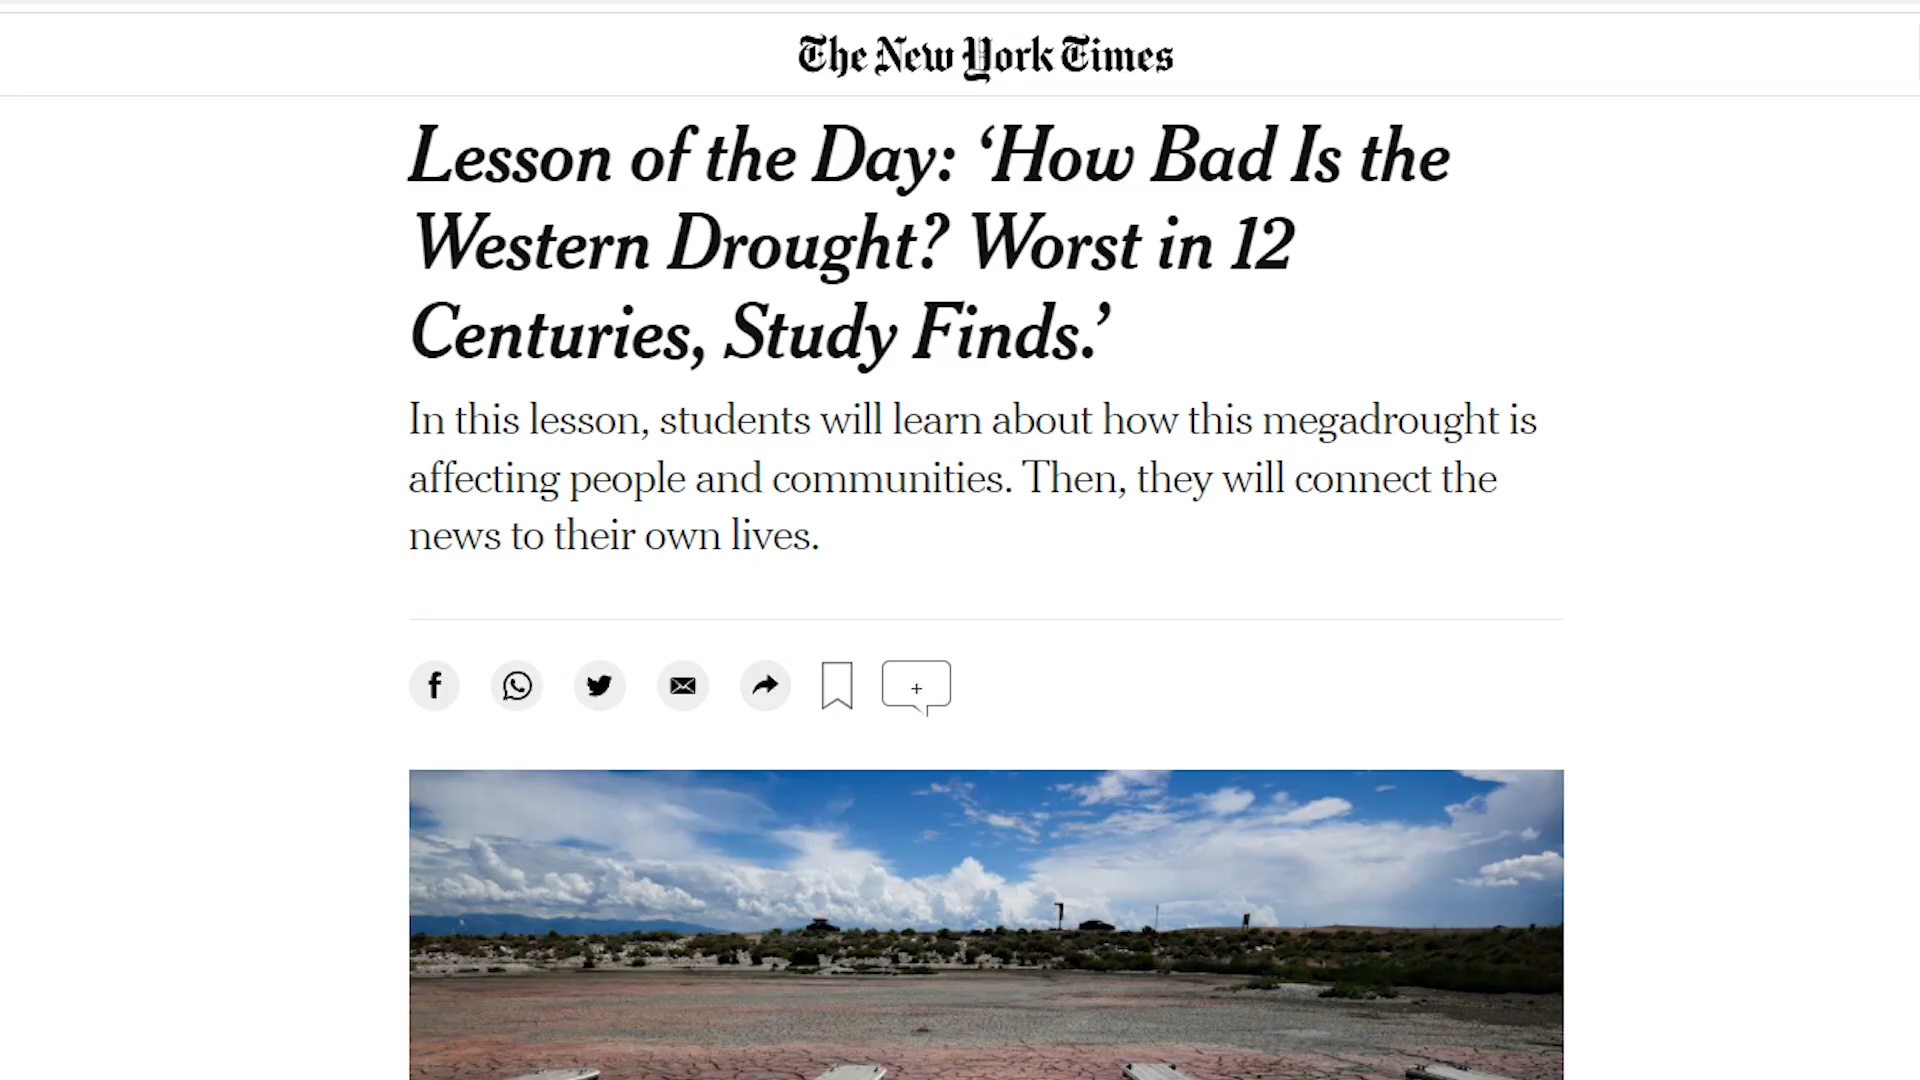 The New York Times
Lesson of the Day: ‘How Bad Is the
Western Drought? Worst in 12
Centuries, Study Finds.’
In this lesson, students will learn about how this megadrought is
affecting people and communities. Then, they will connect the
news to their own lives.